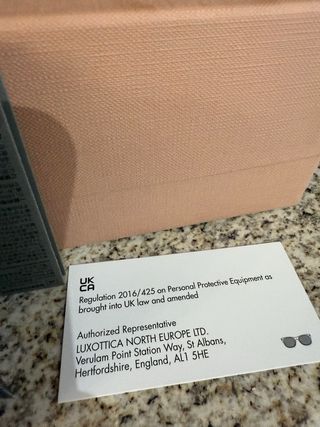 UK
CA
Regulation 2016/425 on Personal Protective Equipment as
brought into UK law and amended
Authorized Representative
LUXOTTICA NORTH EUROPE LTD.
Verulam Point Station Way, St Albans,
Hertfordshire, England, AL1 5HE